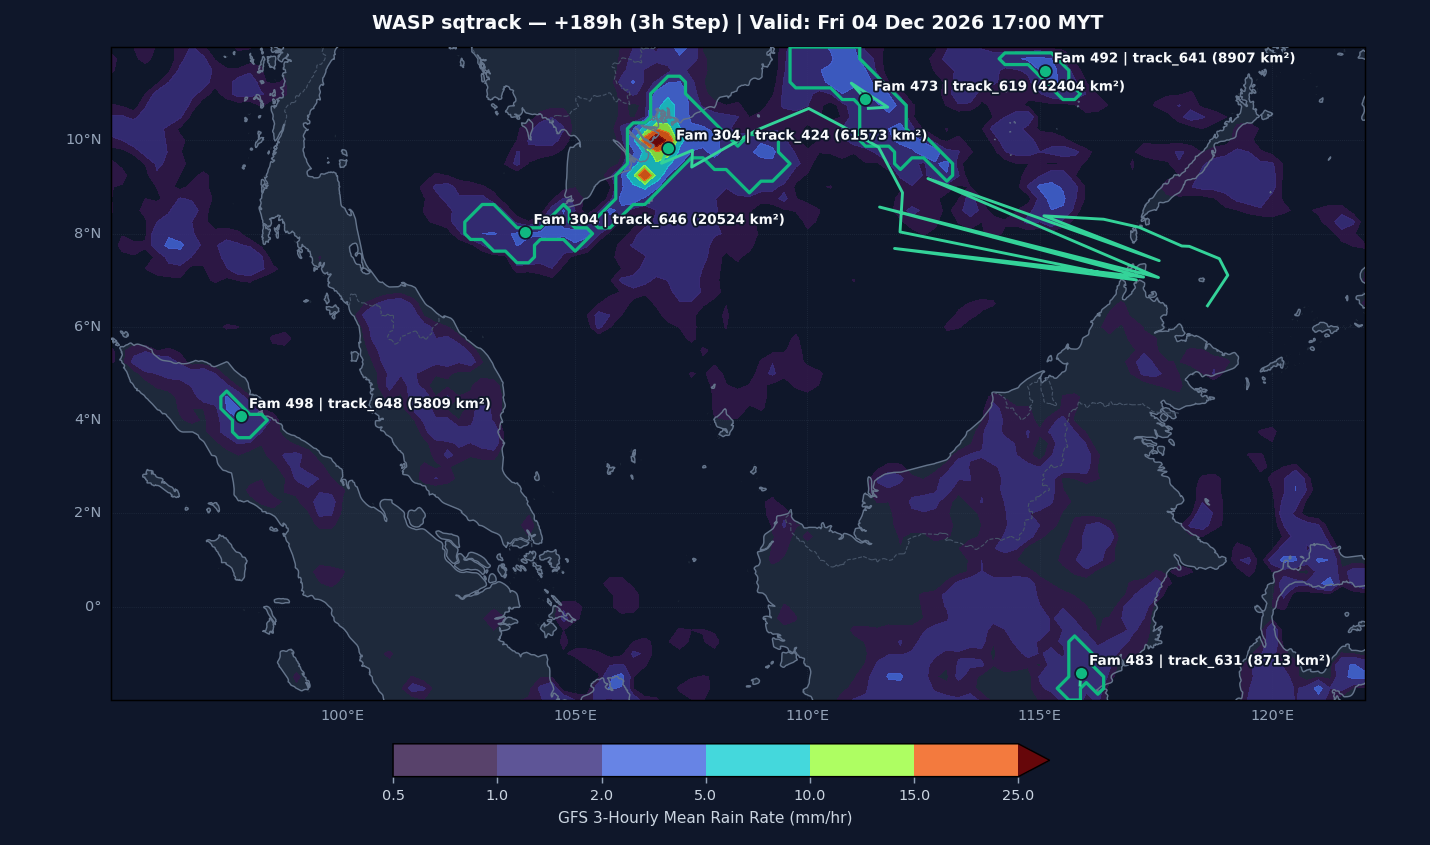 WASP sqtrack — +189h (3h Step) | Valid: Fri 04 Dec 2026 17:00 MYT
Fam 492 | track_641 (8907 km²)
Fam 473 | track_619 (42404 km²)
Fam 304 | track_424 (61573 km²)
Fam 304 | track_646 (20524 km²)
Fam 498 | track_648 (5809 km²)
Fam 483 | track_631 (8713 km²)
10°N
8°N
6°N
4°N
2°N
0°
100°E 105°E 110°E 115°E 120°E
0.5 1.0 2.0 5.0 10.0 15.0 25.0
GFS 3-Hourly Mean Rain Rate (mm/hr)